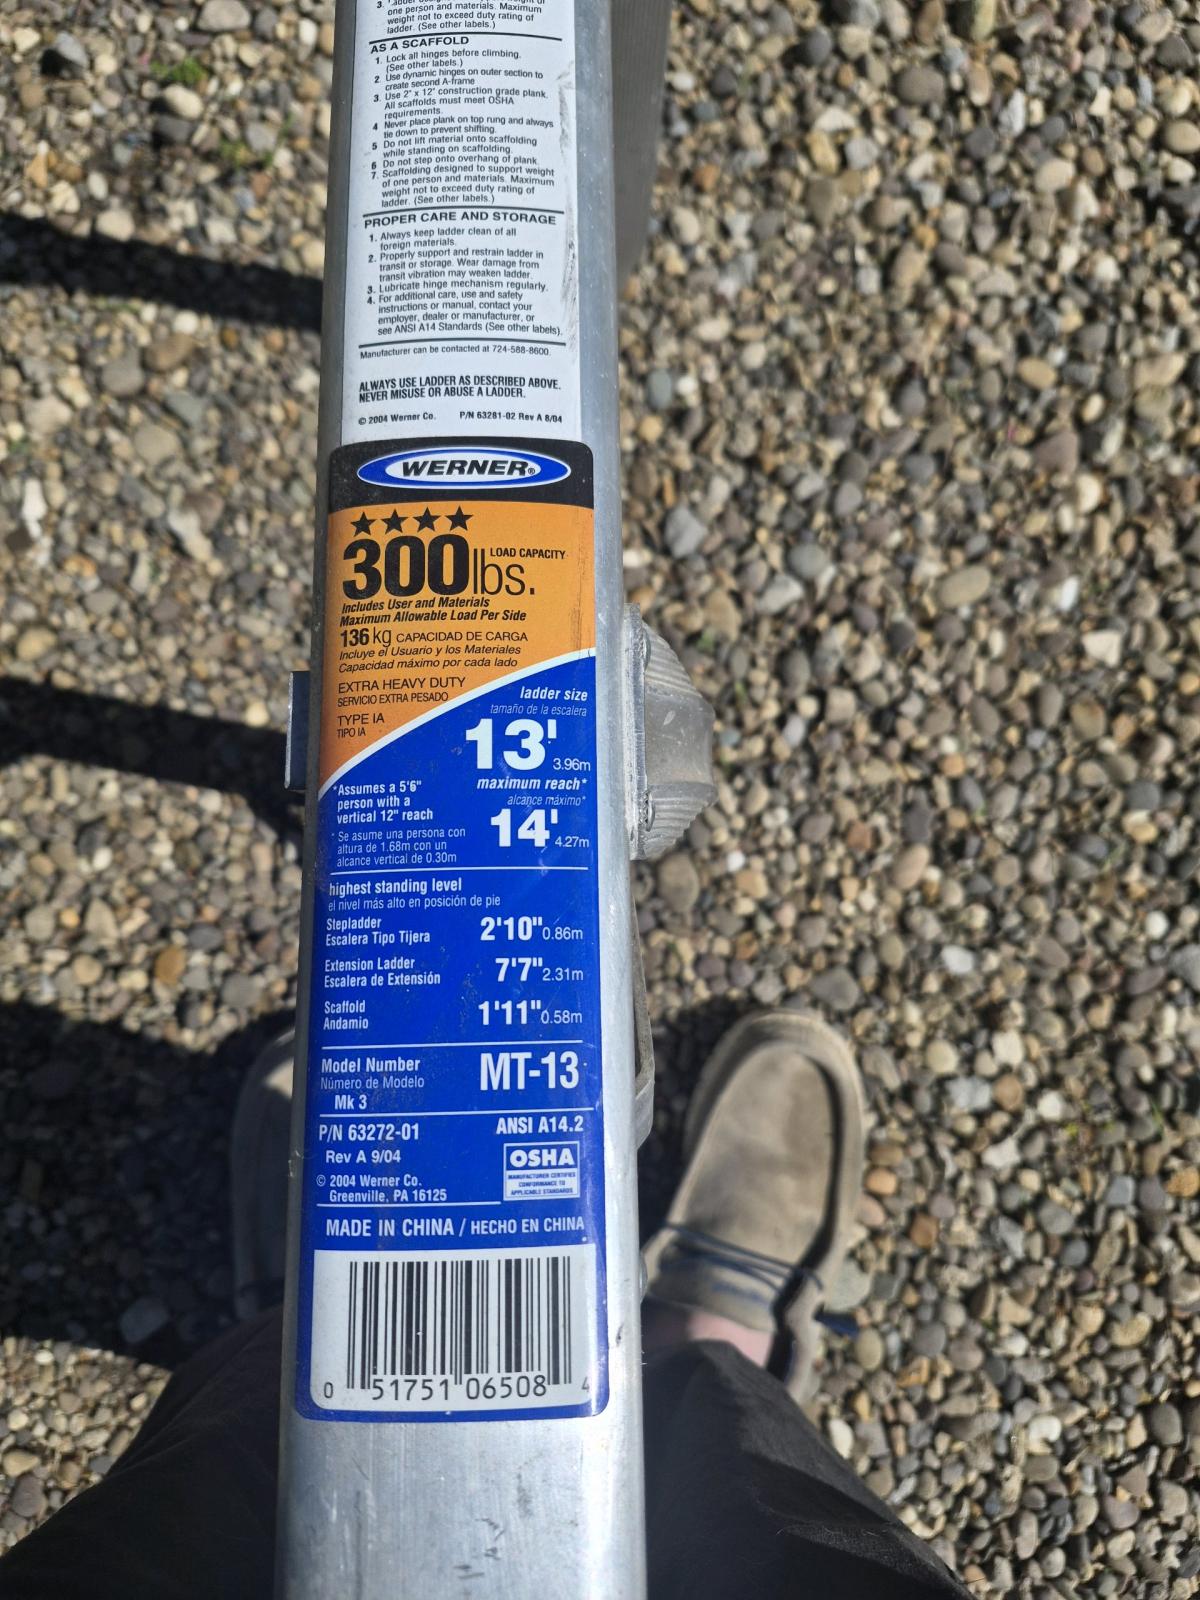 3. Ladder
one person and materials. Maximum
weight not to exceed duty rating of
ladder. (See other labels.)
AS A SCAFFOLD
1. Lock all hinges before climbing.
(See other labels.)
2. Use dynamic hinges on outer section to
create second A-frame
3. Use 2" x 12" construction grade plank.
All scaffolds must meet OSHA
requirements.
4 Never place plank on top rung and always
tie down to prevent shifting.
5 Do not lift material onto scaffolding
while standing on scaffolding.
6 Do not step onto overhang of plank.
7. Scaffolding designed to support weight
of one person and materials. Maximum
weight not to exceed duty rating of
ladder. (See other labels.)
PROPER CARE AND STORAGE
1. Always keep ladder clean of all
foreign materials.
2. Properly support and restrain ladder in
transit or storage. Wear damage from
transit vibration may weaken ladder.
3. Lubricate hinge mechanism regularly.
4. For additional care, use and safety
instructions or manual, contact your
employer, dealer or manufacturer, or
see ANSI A14 Standards (See other labels).
Manufacturer can be contacted at 724-588-8600.
ALWAYS USE LADDER AS DESCRIBED ABOVE.
NEVER MISUSE OR ABUSE A LADDER.
© 2004 Werner Co. P/N 63281-02 Rev A 8/04
WERNER®
300 lbs. LOAD CAPACITY
Includes User and Materials
Maximum Allowable Load Per Side
136 kg CAPACIDAD DE CARGA
Incluye el Usuario y los Materiales
Capacidad máximo por cada lado
EXTRA HEAVY DUTY
SERVICIO EXTRA PESADO
TYPE IA
TIPO IA
ladder size
tamaño de la escalera
13' 3.96m
maximum reach*
alcance máximo*
14' 4.27m
*Assumes a 5'6"
person with a
vertical 12" reach
* Se asume una persona con
altura de 1.68m con un
alcance vertical de 0.30m
highest standing level
el nivel más alto en posición de pie
Stepladder
Escalera Tipo Tijera 2'10" 0.86m
Extension Ladder
Escalera de Extensión 7'7" 2.31m
Scaffold
Andamio 1'11" 0.58m
Model Number MT-13
Número de Modelo
Mk 3
P/N 63272-01 ANSI A14.2
Rev A 9/04
© 2004 Werner Co.
Greenville, PA 16125
OSHA
MANUFACTURER CERTIFIES
CONFORMANCE TO
APPLICABLE STANDARDS
MADE IN CHINA / HECHO EN CHINA
0 51751 06508 4